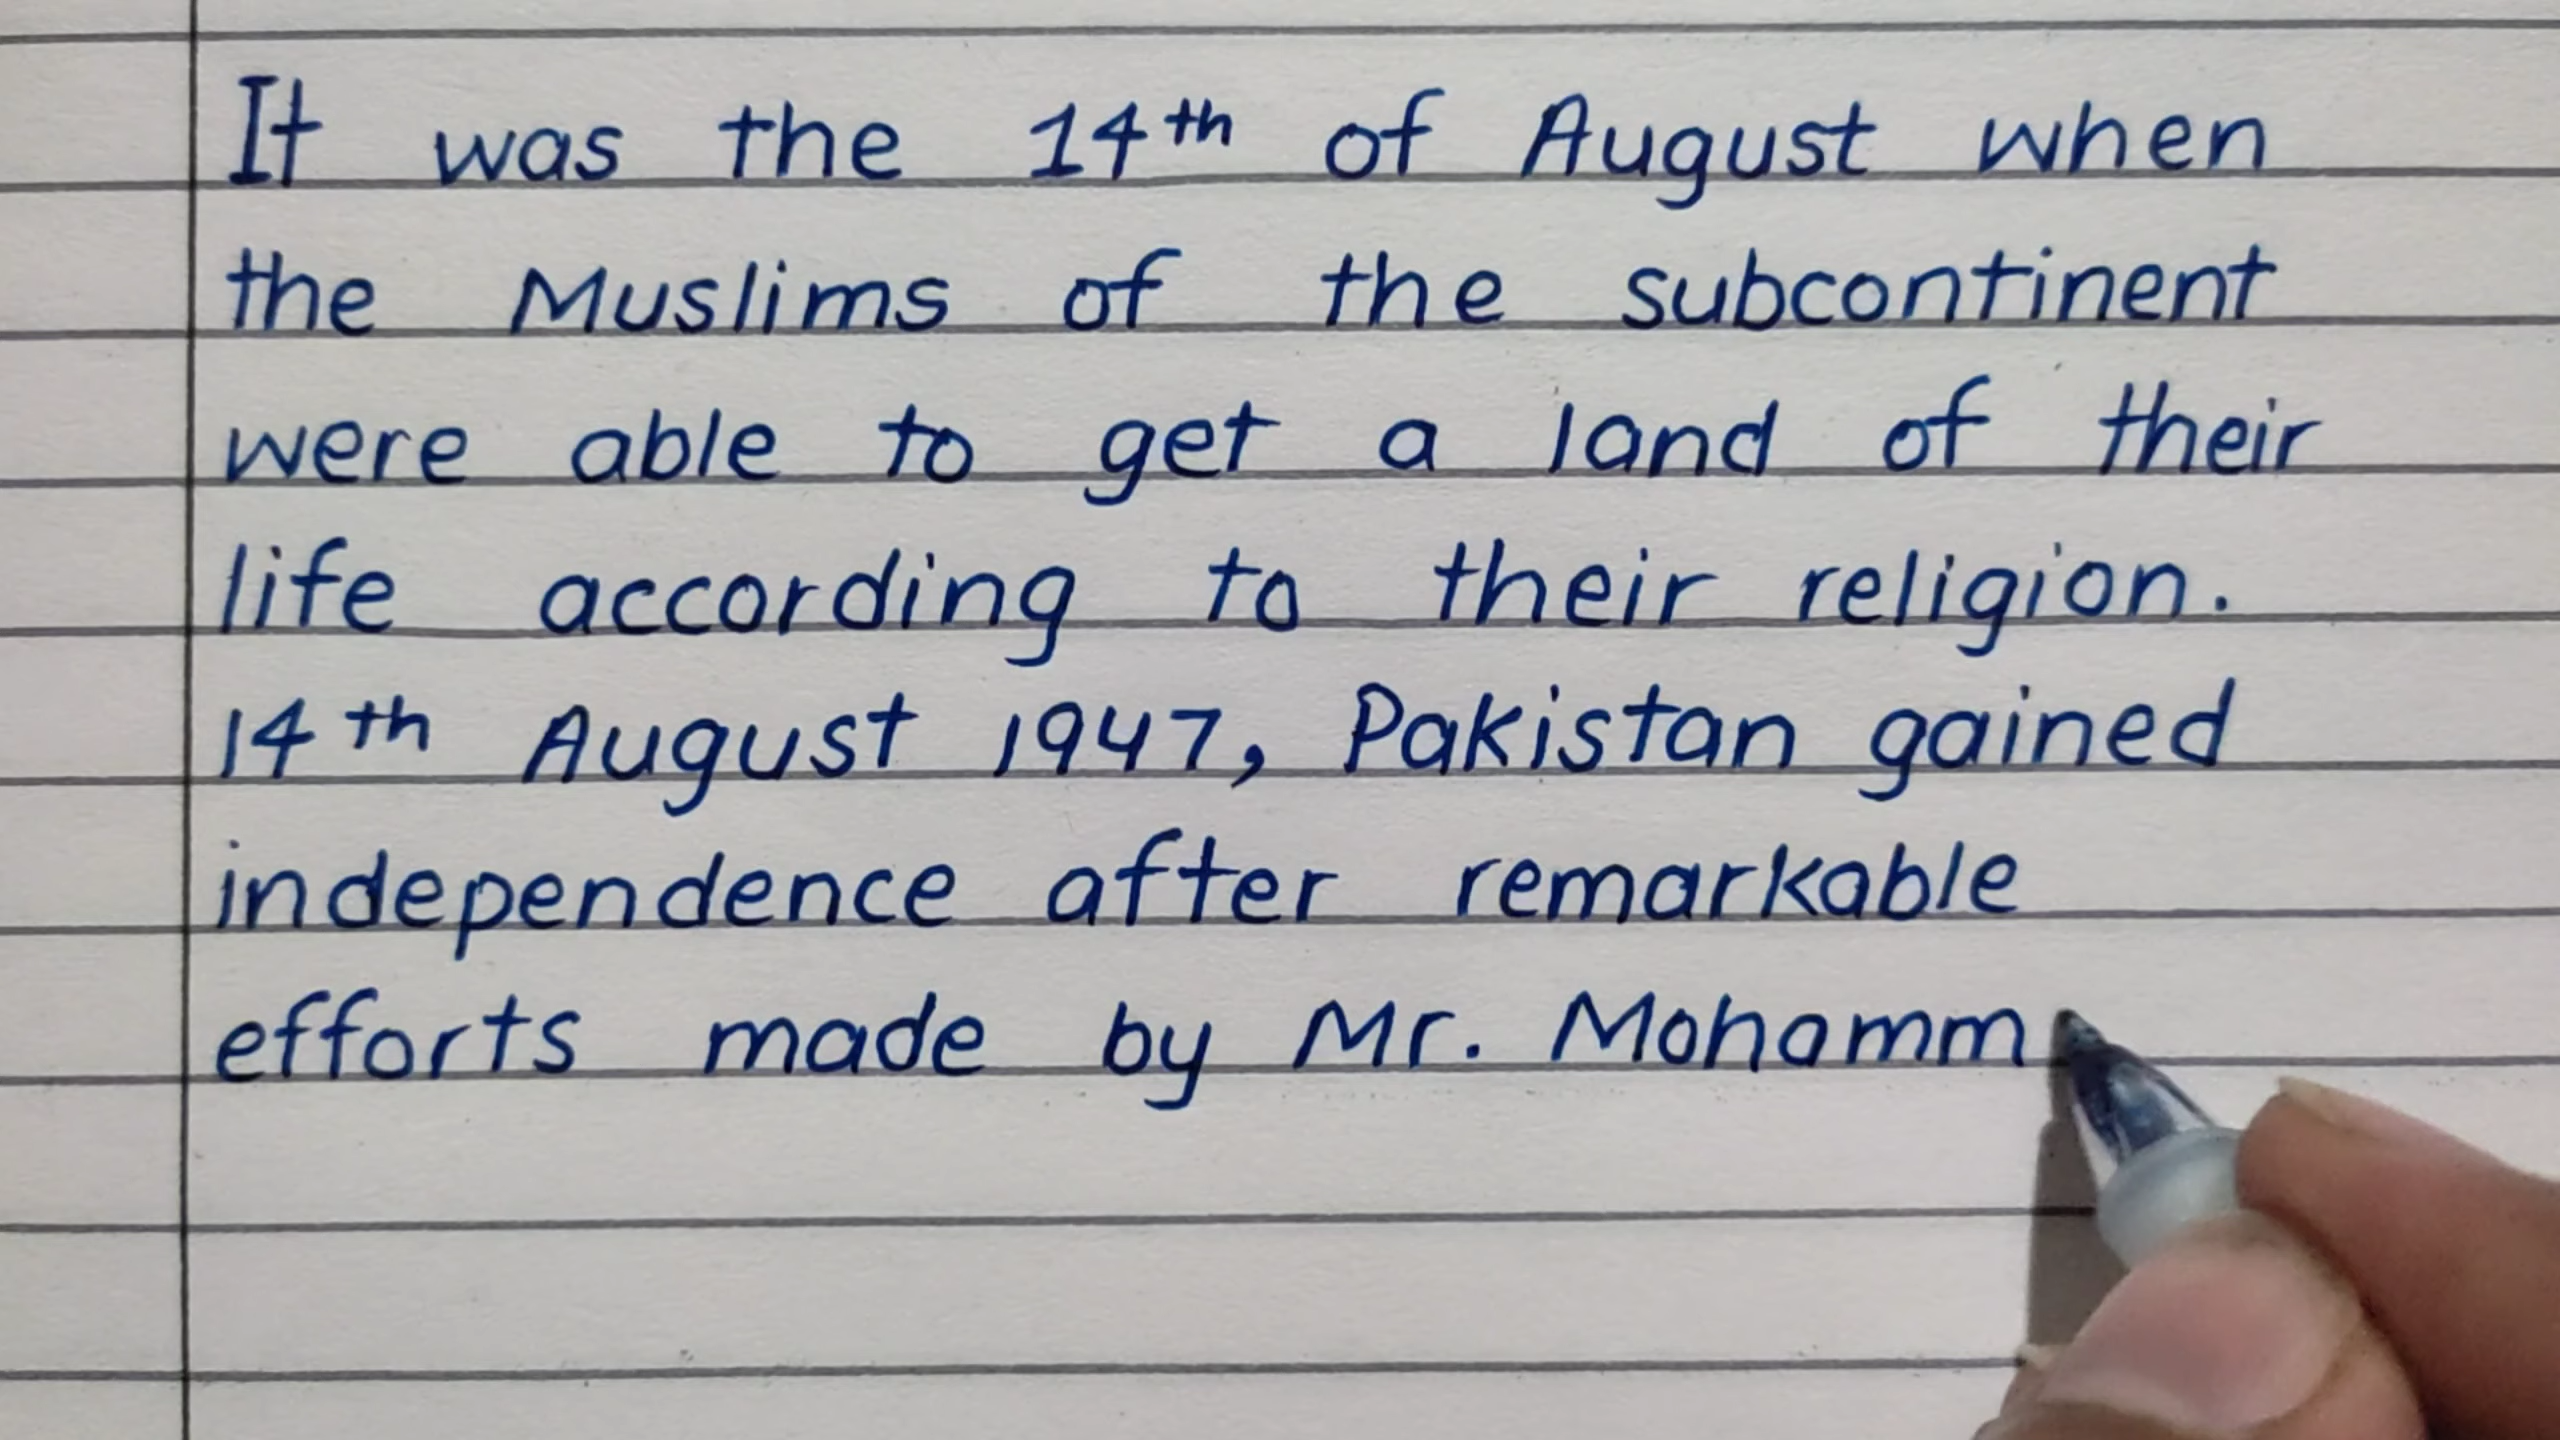 It was the 14th of August when
the Muslims of the subcontinent
were able to get a land of their
life according to their religion.
14th August 1947, Pakistan gained
independence after remarkable
efforts made by Mr. Mohamm